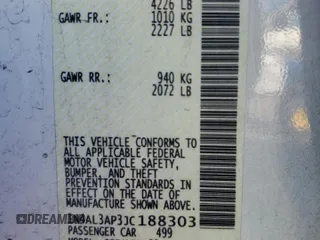 4226 LB
GAWR FR: 1010 KG
2227 LB
GAWR RR: 940 KG
2072 LB
THIS VEHICLE CONFORMS TO
ALL APPLICABLE FEDERAL
MOTOR VEHICLE SAFETY,
BUMPER, AND THEFT
PREVENTION STANDARDS IN
EFFECT ON THE DATE OF
MANUFACTURE SHOWN ABOVE.
1N4AL3AP3JC188303
PASSENGER CAR 499
DREAM